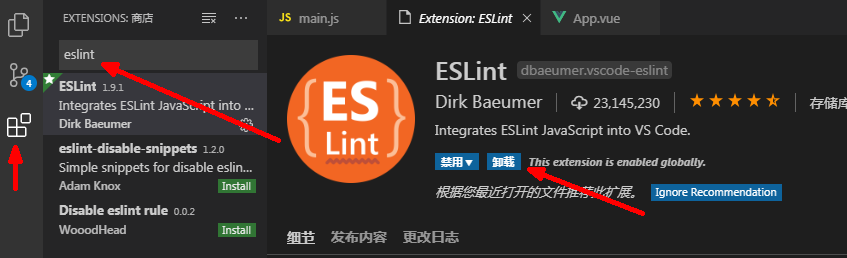 EXTENSIONS: 商店
JS main.js
Extension: ESLint
App.vue
eslint
4
ESLint 1.9.1
Integrates ESLint JavaScript into ...
Dirk Baeumer
eslint-disable-snippets 1.2.0
Simple snippets for disable eslin...
Adam Knox
Install
Disable eslint rule 0.0.2
WooodHead
Install
{ES}
Lint
ESLint dbaeumer.vscode-eslint
Dirk Baeumer 23,145,230 存储库
Integrates ESLint JavaScript into VS Code.
禁用 卸载 This extension is enabled globally.
根据您最近打开的文件推荐此扩展。 Ignore Recommendation
细节 发布内容 更改日志